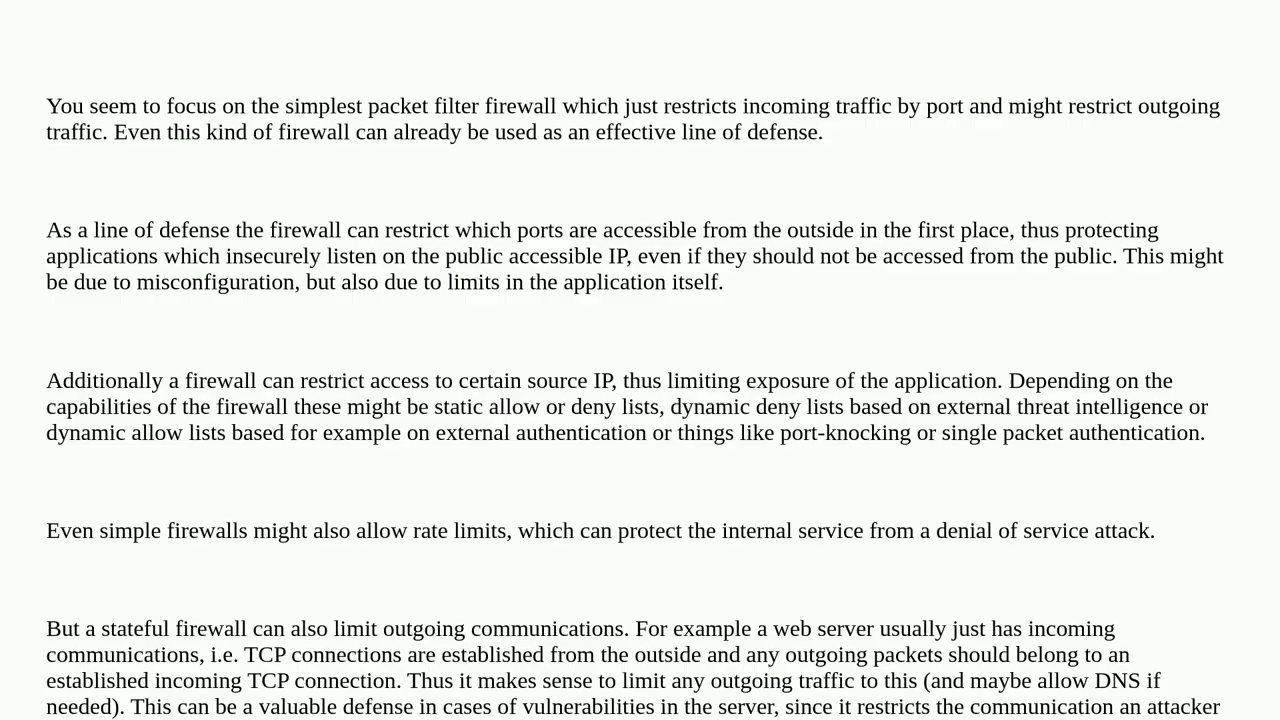 You seem to focus on the simplest packet filter firewall which just restricts incoming traffic by port and might restrict outgoing
traffic. Even this kind of firewall can already be used as an effective line of defense.
As a line of defense the firewall can restrict which ports are accessible from the outside in the first place, thus protecting
applications which insecurely listen on the public accessible IP, even if they should not be accessed from the public. This might
be due to misconfiguration, but also due to limits in the application itself.
Additionally a firewall can restrict access to certain source IP, thus limiting exposure of the application. Depending on the
capabilities of the firewall these might be static allow or deny lists, dynamic deny lists based on external threat intelligence or
dynamic allow lists based for example on external authentication or things like port-knocking or single packet authentication.
Even simple firewalls might also allow rate limits, which can protect the internal service from a denial of service attack.
But a stateful firewall can also limit outgoing communications. For example a web server usually just has incoming
communications, i.e. TCP connections are established from the outside and any outgoing packets should belong to an
established incoming TCP connection. Thus it makes sense to limit any outgoing traffic to this (and maybe allow DNS if
needed). This can be a valuable defense in cases of vulnerabilities in the server, since it restricts the communication an attacker